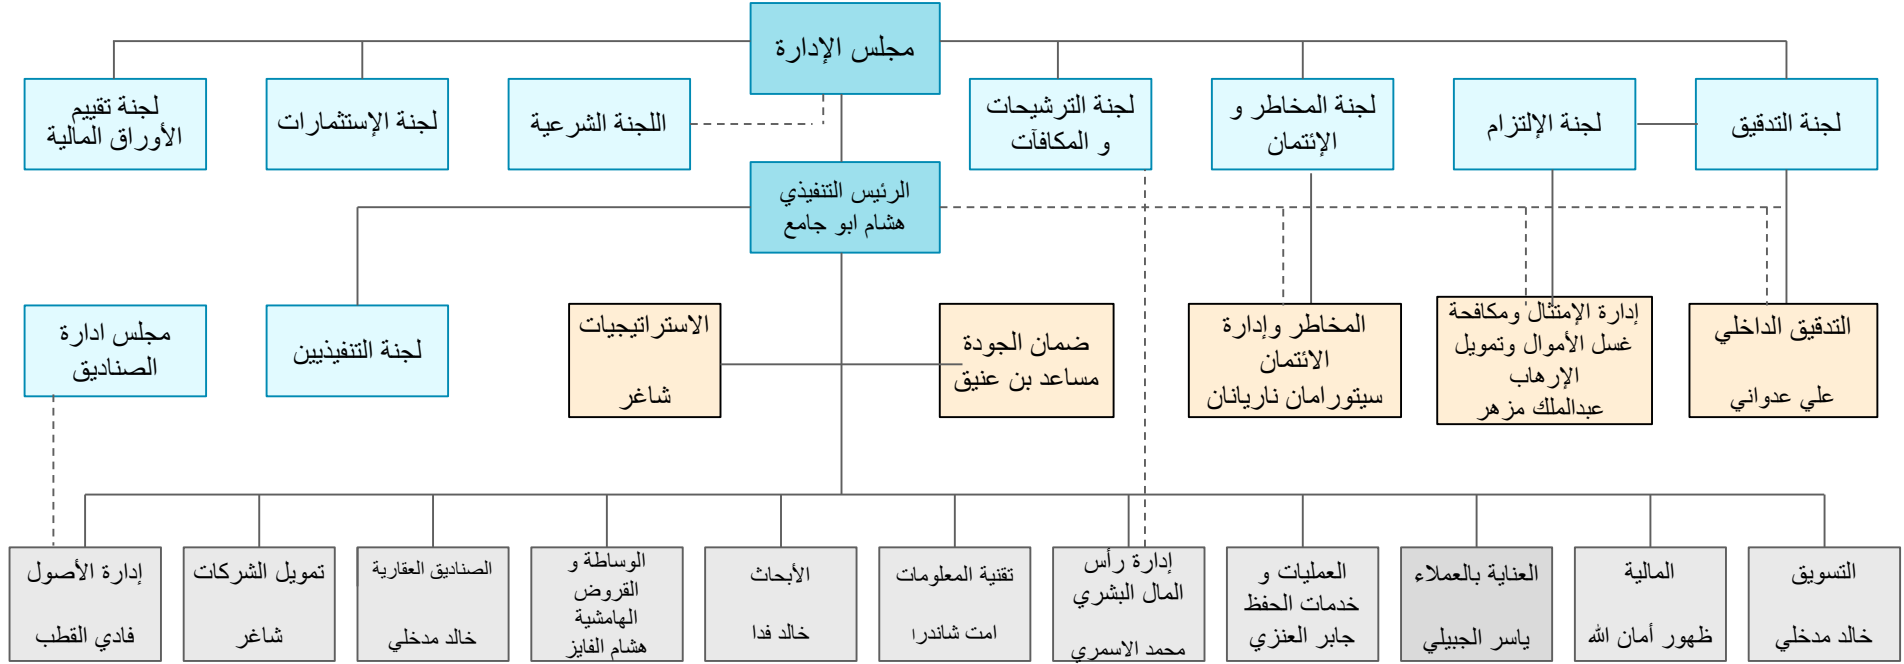 مجلس الإدارة
لجنة التدقيق
لجنة الإلتزام
لجنة المخاطر و
الإئتمان
لجنة الترشيحات
و المكافآت
اللجنة الشرعية
لجنة الإستثمارات
لجنة تقييم
الأوراق المالية
الرئيس التنفيذي
هشام ابو جامع
التدقيق الداخلي
علي عدواني
إدارة الإمتثال ومكافحة
غسل الأموال وتمويل
الإرهاب
عبدالملك مزهر
المخاطر وإدارة
الائتمان
سيتورامان ناريانان
ضمان الجودة
مساعد بن عنيق
الاستراتيجيات
شاغر
لجنة التنفيذيين
مجلس ادارة
الصناديق
التسويق
خالد مدخلي
المالية
ظهور أمان الله
العناية بالعملاء
ياسر الجبيلي
العمليات و
خدمات الحفظ
جابر العنزي
إدارة رأس
المال البشري
محمد الاسمري
تقنية المعلومات
امت شاندرا
الأبحاث
خالد فدا
الوساطة و
القروض
الهامشية
هشام الفايز
الصناديق العقارية
خالد مدخلي
تمويل الشركات
شاغر
إدارة الأصول
فادي القطب